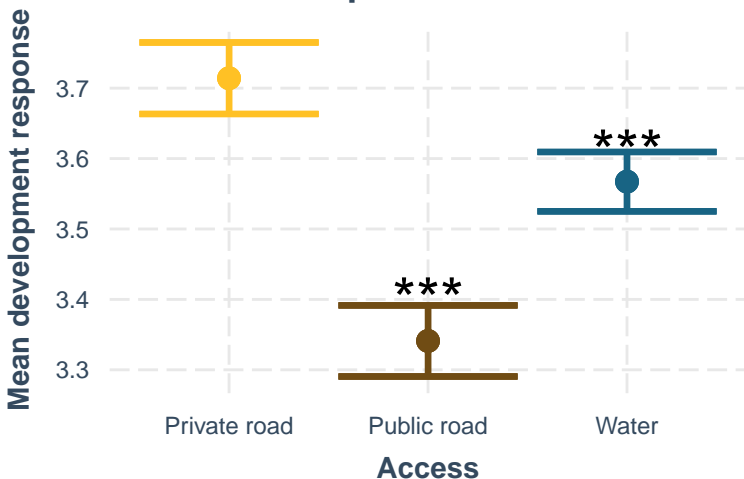 Mean development response
3.7
3.6
3.5
3.4
3.3
***
***
Private road
Public road
Water
Access